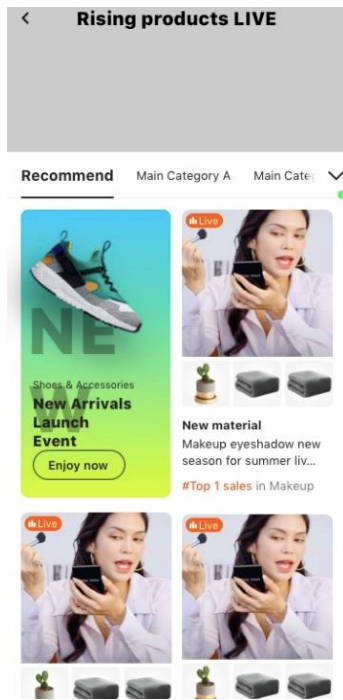 Rising products LIVE
Recommend Main Category A Main Cate
NEW
Shoes & Accessories
New Arrivals
Launch
Event
Enjoy now
Live
New material
Makeup eyeshadow new
season for summer liv...
#Top 1 sales in Makeup
Live
Live